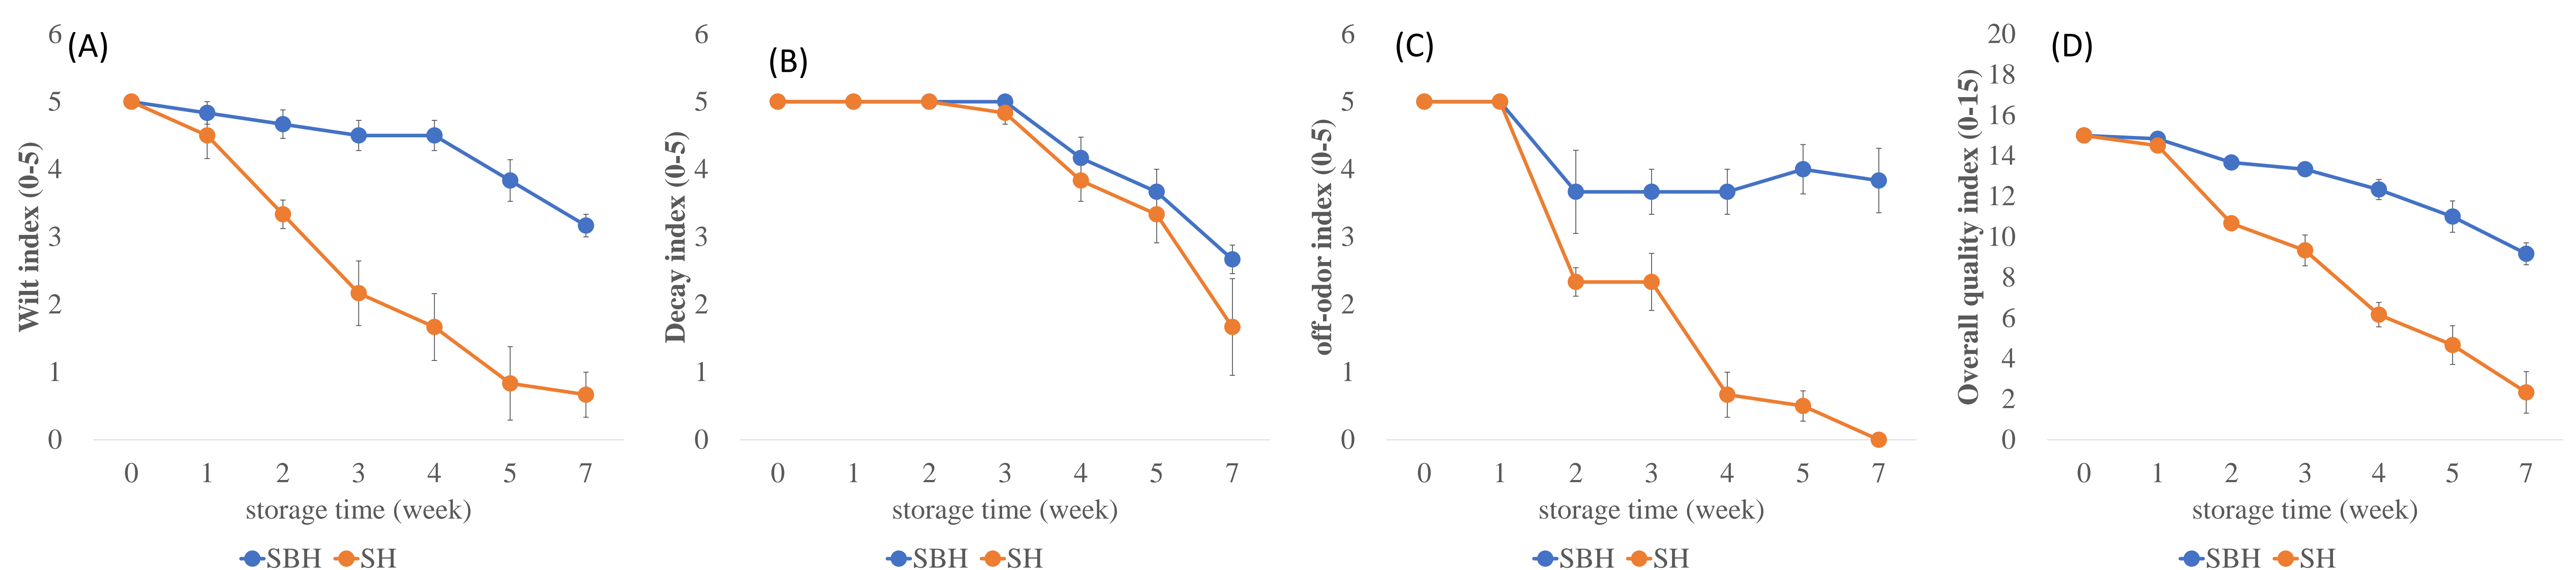 (A)
Wilt index (0-5)
6
5
4
3
2
1
0
0 1 2 3 4 5 7
storage time (week)
SBH SH
(B)
Decay index (0-5)
6
5
4
3
2
1
0
0 1 2 3 4 5 7
storage time (week)
SBH SH
(C)
off-odor index (0-5)
6
5
4
3
2
1
0
0 1 2 3 4 5 7
storage time (week)
SBH SH
(D)
Overall quality index (0-15)
20
18
16
14
12
10
8
6
4
2
0
0 1 2 3 4 5 7
storage time (week)
SBH SH